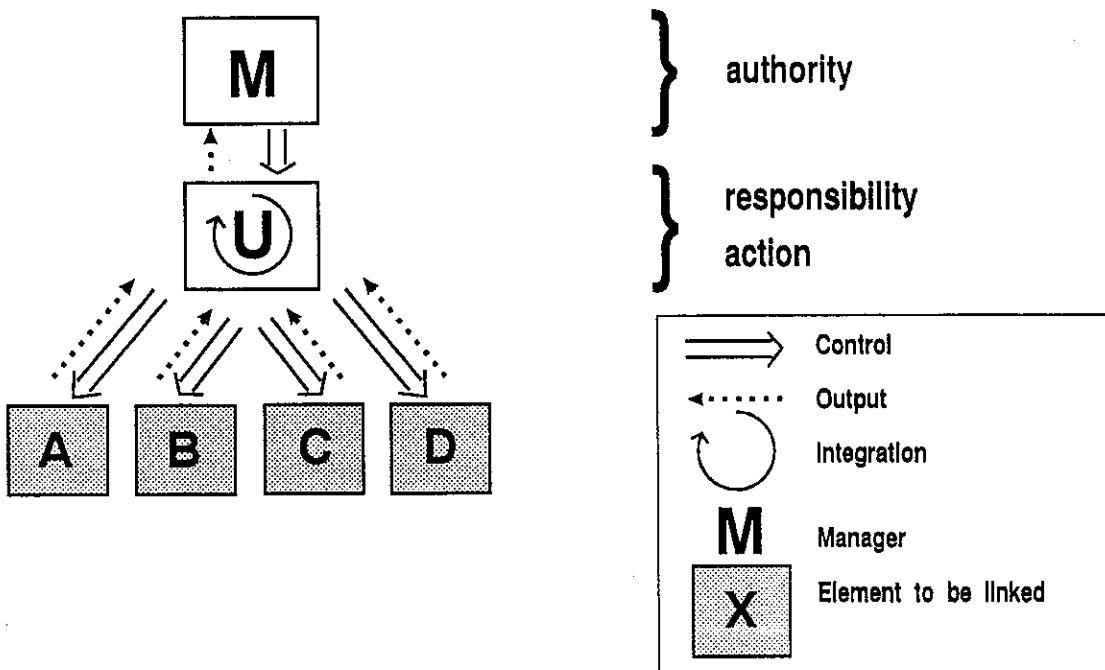 M
authority
U
responsibility
action
A B C D
Control
Output
Integration
M Manager
X Element to be linked